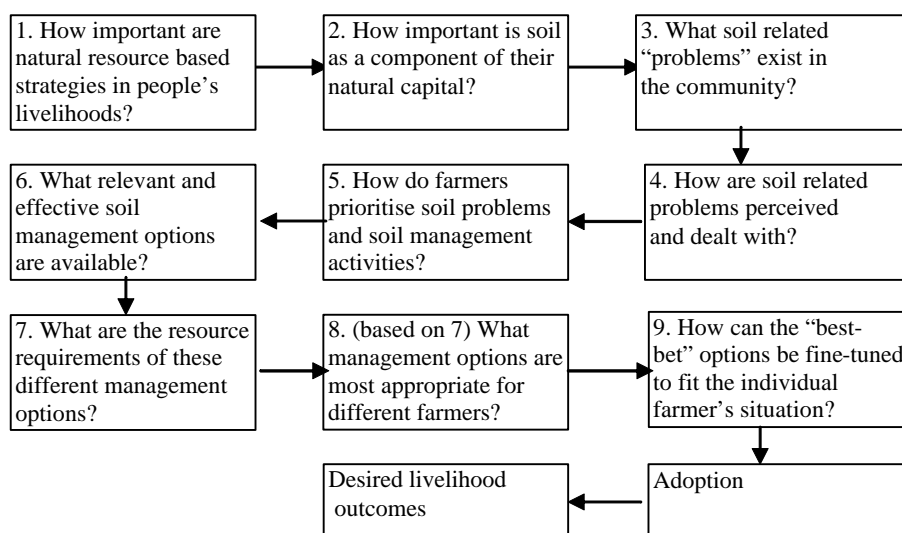 1. How important are
natural resource based
strategies in people's
livelihoods?
2. How important is soil
as a component of their
natural capital?
3. What soil related
“problems” exist in
the community?
4. How are soil related
problems perceived
and dealt with?
5. How do farmers
prioritise soil problems
and soil management
activities?
6. What relevant and
effective soil
management options
are available?
7. What are the resource
requirements of these
different management
options?
8. (based on 7) What
management options are
most appropriate for
different farmers?
9. How can the “best-
bet” options be fine-tuned
to fit the individual
farmer's situation?
Adoption
Desired livelihood
outcomes